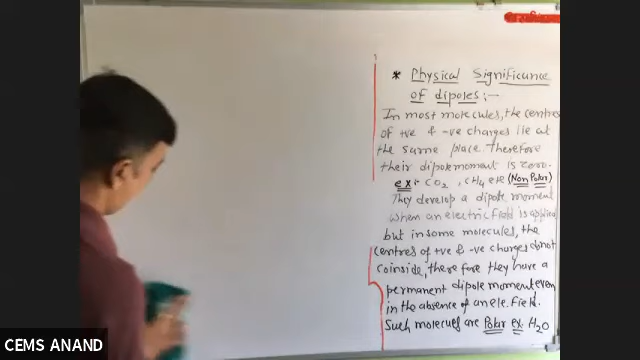 * Physical Significance
of dipoles :-
In most molecules, the centres
of +ve & -ve charges lie at
the same place. Therefore
their dipolemoment is zero.
ex:- CO2, CH4 etc (Non Polar)
They develop a dipole moment
when an electric field is applied
but in some molecules, the
centres of +ve & -ve charges do not
coinside, therefore they have a
permanent dipole moment even
in the absence of an ele. Field.
Such molecules are Polar ex. H2O
CEMS ANAND